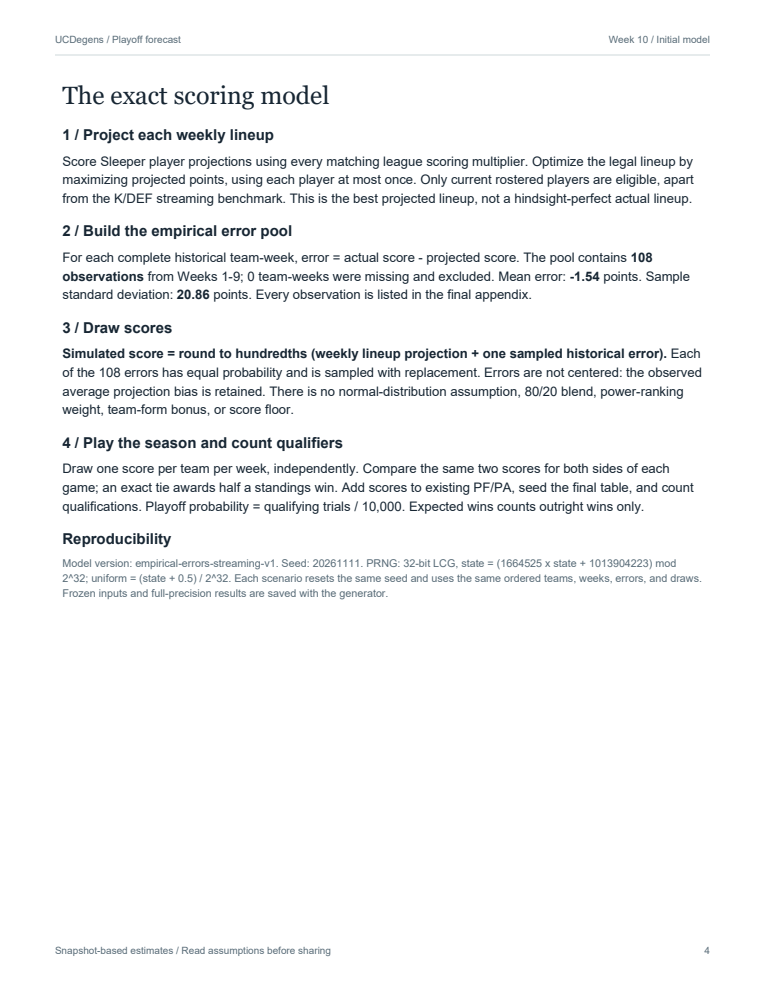 UCDegens / Playoff forecast
Week 10 / Initial model
The exact scoring model
1 / Project each weekly lineup
Score Sleeper player projections using every matching league scoring multiplier. Optimize the legal lineup by
maximizing projected points, using each player at most once. Only current rostered players are eligible, apart
from the K/DEF streaming benchmark. This is the best projected lineup, not a hindsight-perfect actual lineup.
2 / Build the empirical error pool
For each complete historical team-week, error = actual score - projected score. The pool contains 108
observations from Weeks 1-9; 0 team-weeks were missing and excluded. Mean error: -1.54 points. Sample
standard deviation: 20.86 points. Every observation is listed in the final appendix.
3 / Draw scores
Simulated score = round to hundredths (weekly lineup projection + one sampled historical error). Each
of the 108 errors has equal probability and is sampled with replacement. Errors are not centered: the observed
average projection bias is retained. There is no normal-distribution assumption, 80/20 blend, power-ranking
weight, team-form bonus, or score floor.
4 / Play the season and count qualifiers
Draw one score per team per week, independently. Compare the same two scores for both sides of each
game; an exact tie awards half a standings win. Add scores to existing PF/PA, seed the final table, and count
qualifications. Playoff probability = qualifying trials / 10,000. Expected wins counts outright wins only.
Reproducibility
Model version: empirical-errors-streaming-v1. Seed: 20261111. PRNG: 32-bit LCG, state = (1664525 x state + 1013904223) mod
2^32; uniform = (state + 0.5) / 2^32. Each scenario resets the same seed and uses the same ordered teams, weeks, errors, and draws.
Frozen inputs and full-precision results are saved with the generator.
Snapshot-based estimates / Read assumptions before sharing
4